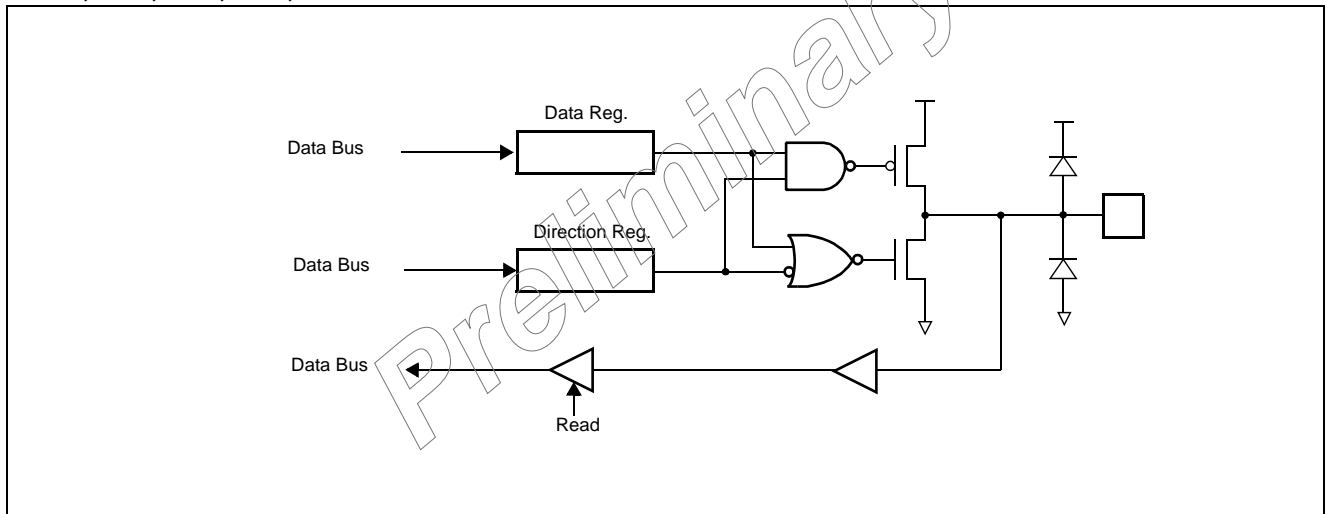 Data Reg.
Data Bus
Direction Reg.
Data Bus
Data Bus
Read
Preliminary